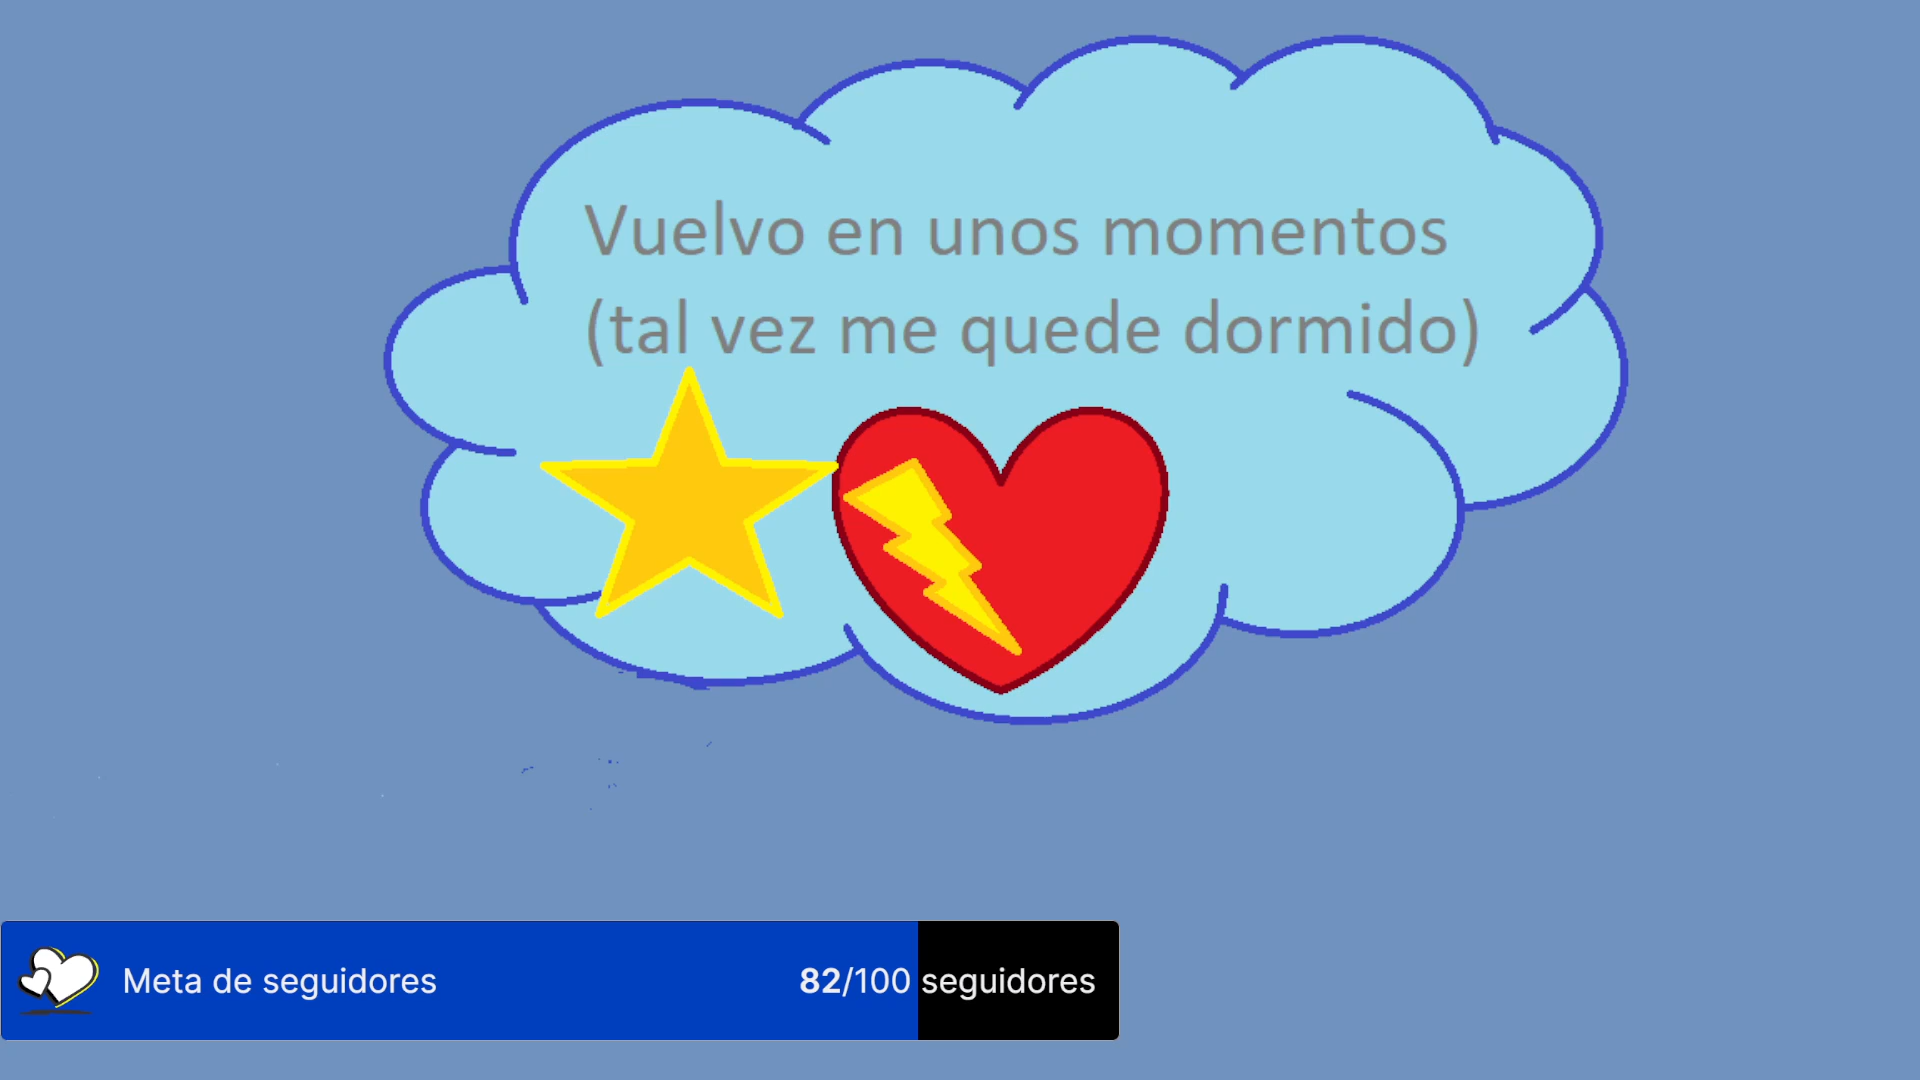 Vuelvo en unos momentos
(tal vez me quede dormido)
Meta de seguidores 82/100 seguidores